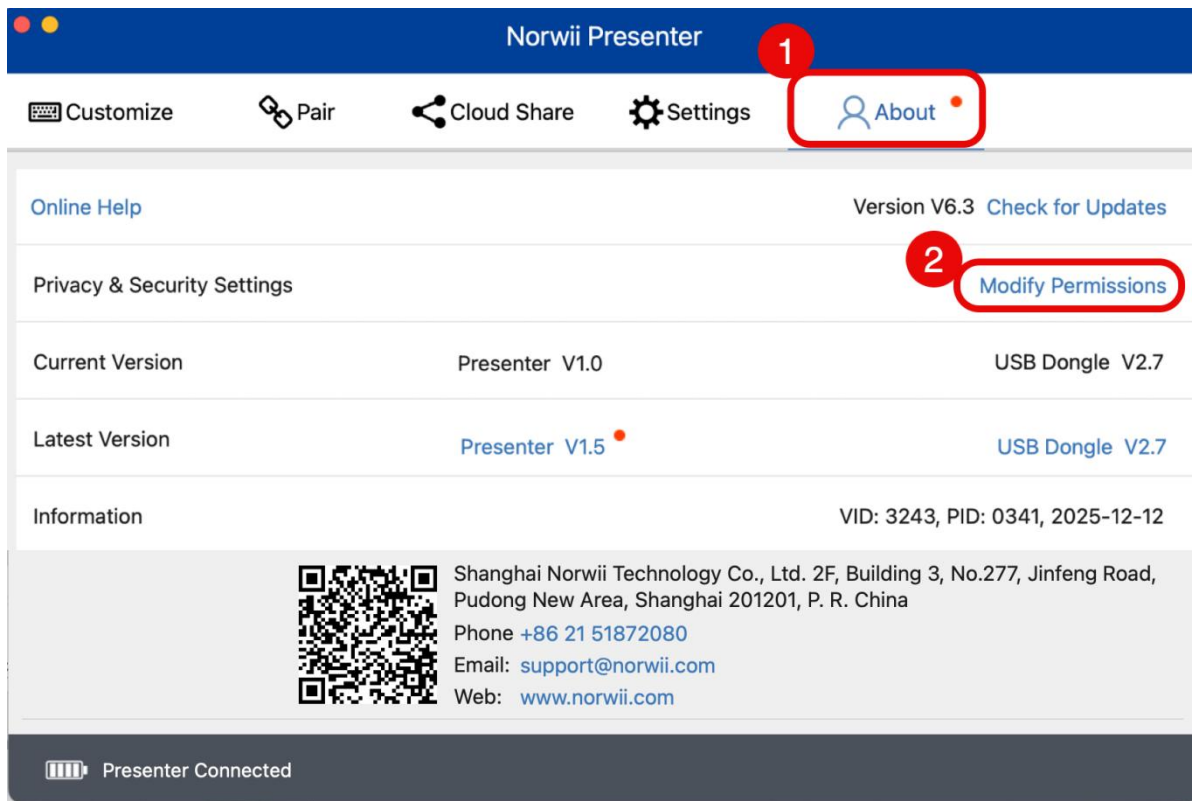 Norwii Presenter
1
Customize Pair Cloud Share Settings About
Online Help Version V6.3 Check for Updates
2
Privacy & Security Settings Modify Permissions
Current Version Presenter V1.0 USB Dongle V2.7
Latest Version Presenter V1.5 USB Dongle V2.7
Information VID: 3243, PID: 0341, 2025-12-12
Shanghai Norwii Technology Co., Ltd. 2F, Building 3, No.277, Jinfeng Road,
Pudong New Area, Shanghai 201201, P. R. China
Phone +86 21 51872080
Email: support@norwii.com
Web: www.norwii.com
Presenter Connected